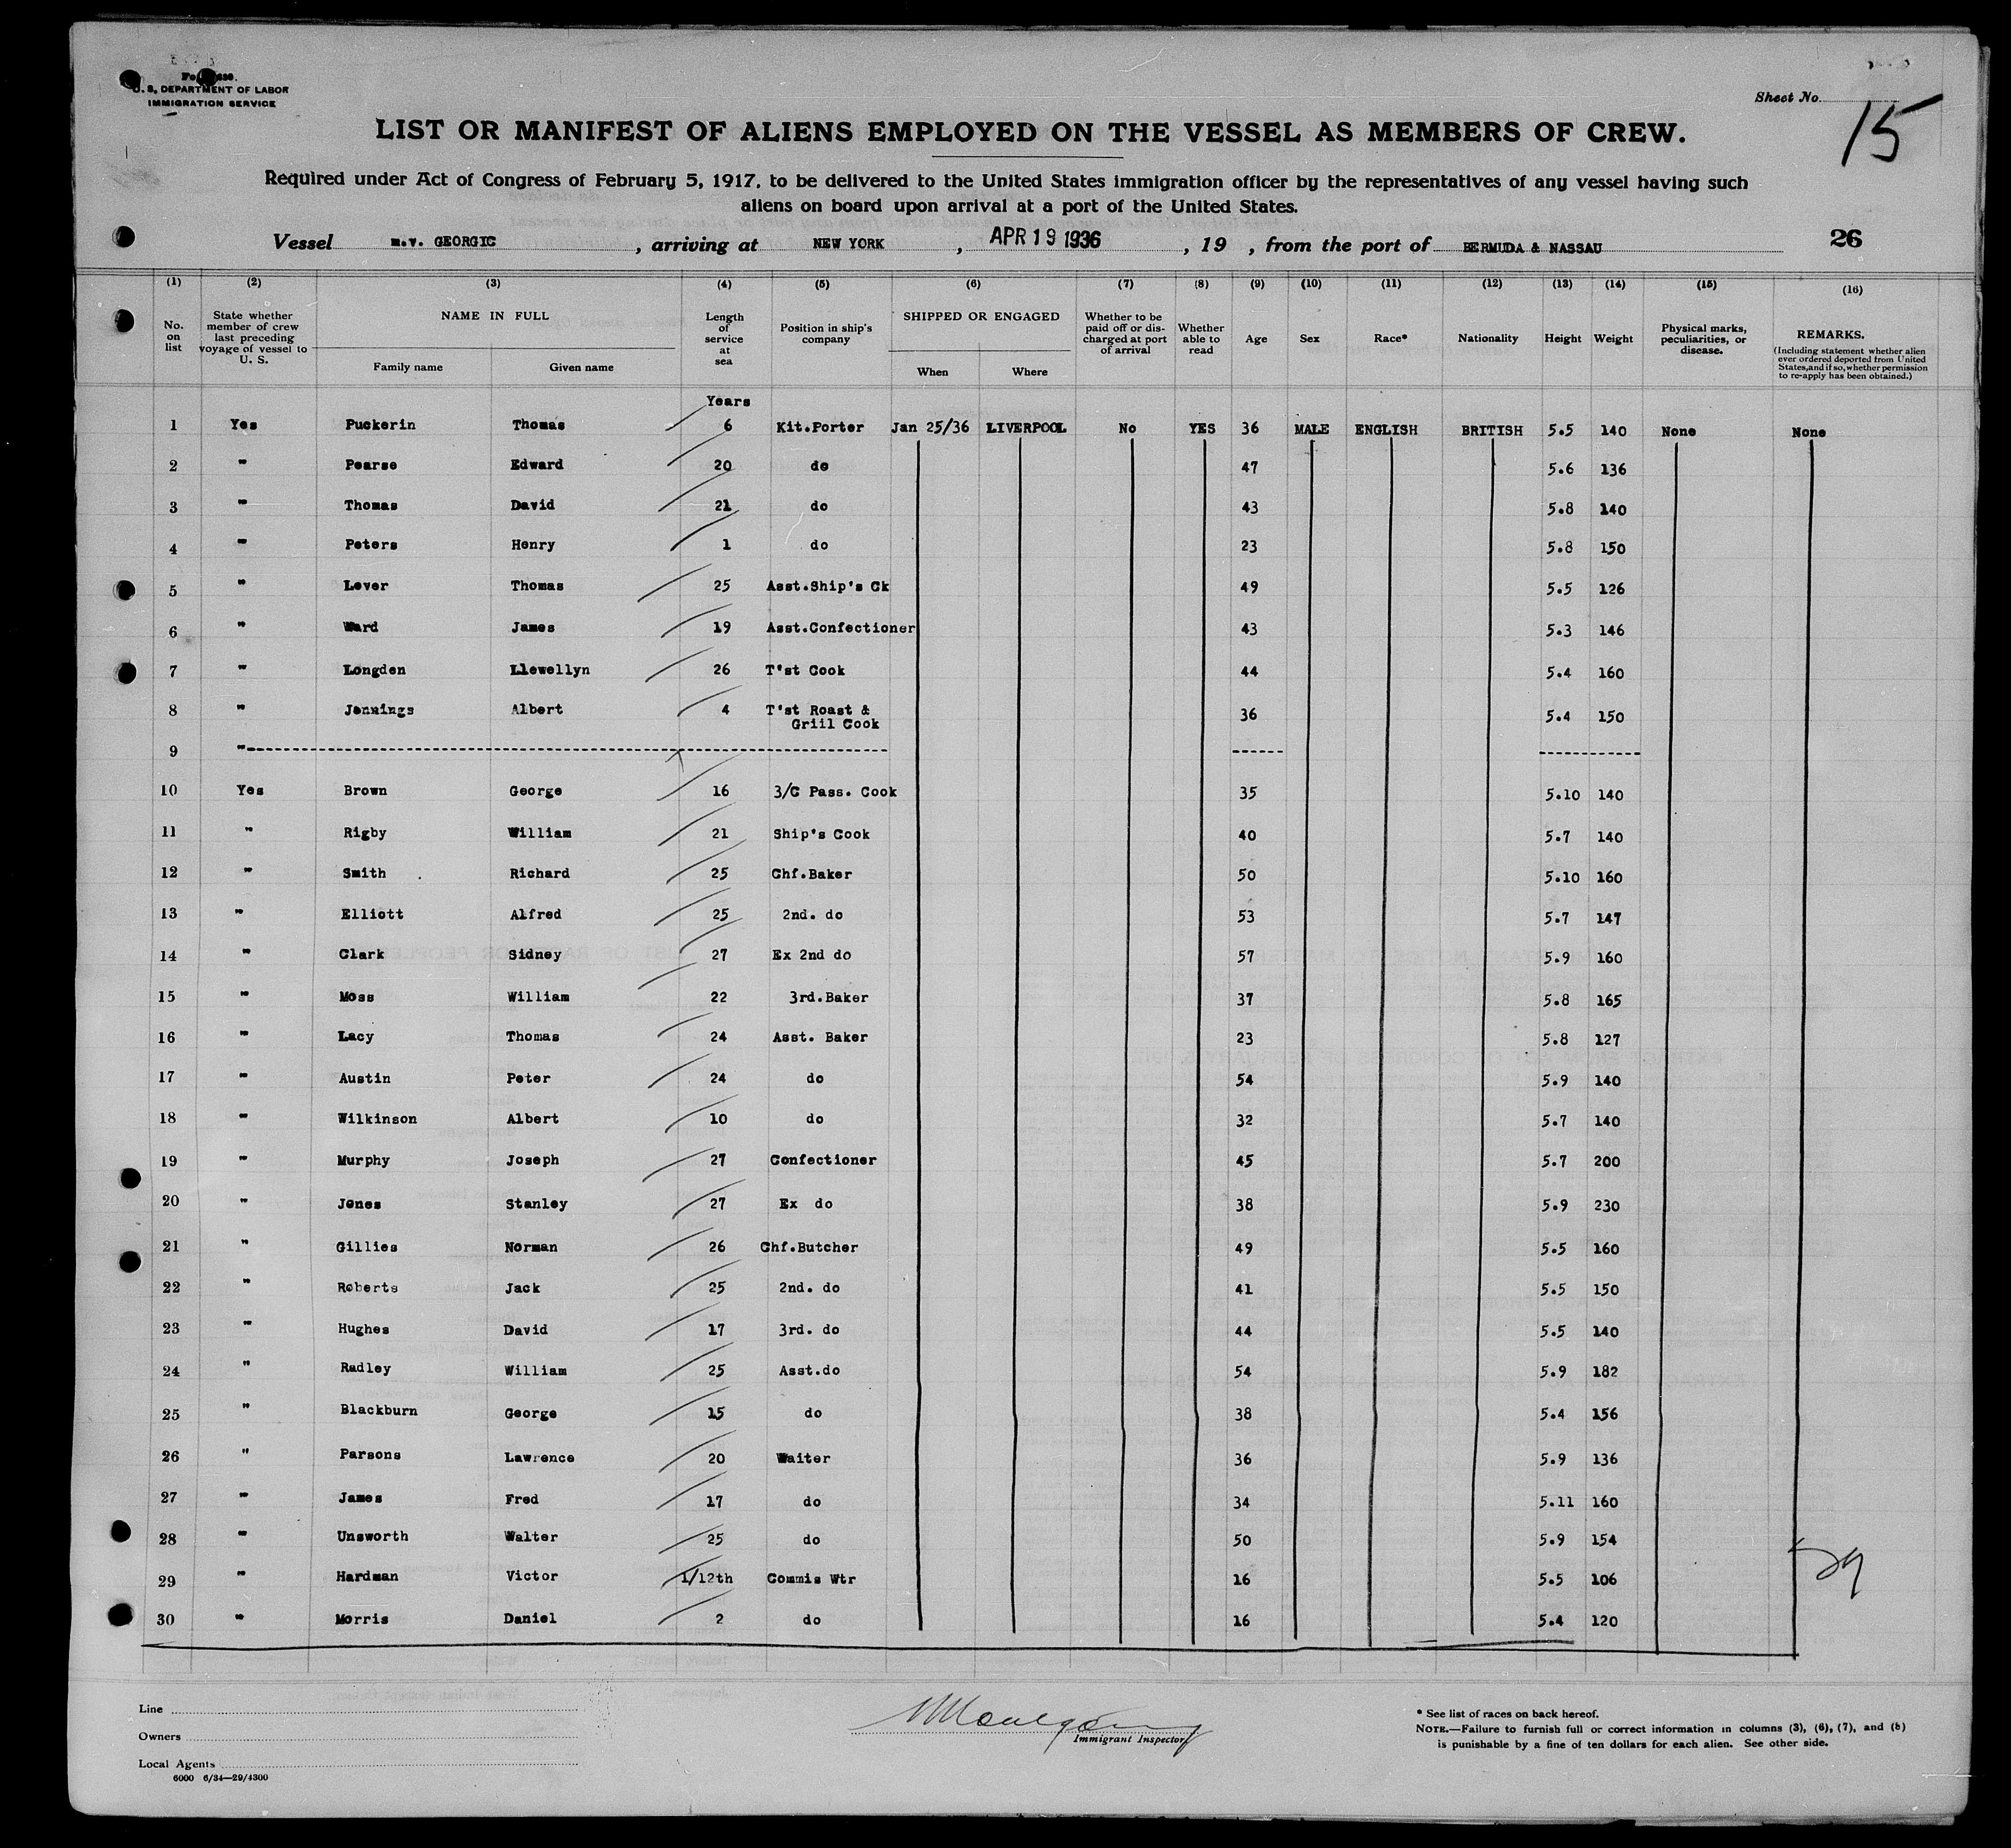 U. S. DEPARTMENT OF LABOR
IMMIGRATION SERVICE
Sheet No.
15
LIST OR MANIFEST OF ALIENS EMPLOYED ON THE VESSEL AS MEMBERS OF CREW.
Required under Act of Congress of February 5, 1917, to be delivered to the United States immigration officer by the representatives of any vessel having such
aliens on board upon arrival at a port of the United States.
Vessel m.v. GEORGIC, arriving at NEW YORK, APR 19 1936, 19 , from the port of BERMUDA & NASSAU 26
(1) (2) (3) (4) (5) (6) (7) (8) (9) (10) (11) (12) (13) (14) (15) (16)
No. on list
State whether member of crew last preceding voyage of vessel to U. S.
NAME IN FULL
Family name
Given name
Length of service at sea
Position in ship's company
SHIPPED OR ENGAGED
When
Where
Whether to be paid off or discharged at port of arrival
Whether able to read
Age
Sex
Race*
Nationality
Height
Weight
Physical marks, peculiarities, or disease.
REMARKS.
(Including statement whether alien ever ordered deported from United States, and if so, whether permission to re-apply has been obtained.)
Years
1 Yes Puckerin Thomas 6 Kit.Porter Jan 25/36 LIVERPOOL No YES 36 MALE ENGLISH BRITISH 5.5 140 None None
2 " Pearse Edward 20 do 47 5.6 136
3 " Thomas David 21 do 43 5.8 140
4 " Peters Henry 1 do 23 5.8 150
5 " Lever Thomas 25 Asst.Ship's Ck 49 5.5 126
6 " Ward James 19 Asst.Confectioner 43 5.3 146
7 " Longden Llewellyn 26 T'st Cook 44 5.4 160
8 " Jennings Albert 4 T'st Roast & Griil Cook 36 5.4 150
9 "
10 Yes Brown George 16 3/C Pass. Cook 35 5.10 140
11 " Rigby William 21 Ship's Cook 40 5.7 140
12 " Smith Richard 25 Chf.Baker 50 5.10 160
13 " Elliott Alfred 25 2nd. do 53 5.7 147
14 " Clark Sidney 27 Ex 2nd do 57 5.9 160
15 " Moss William 22 3rd.Baker 37 5.8 165
16 " Lacy Thomas 24 Asst. Baker 23 5.8 127
17 " Austin Peter 24 do 54 5.9 140
18 " Wilkinson Albert 10 do 32 5.7 140
19 " Murphy Joseph 27 Confectioner 45 5.7 200
20 " Jones Stanley 27 Ex do 38 5.9 230
21 " Gillies Norman 26 Chf.Butcher 49 5.5 160
22 " Roberts Jack 25 2nd. do 41 5.5 150
23 " Hughes David 17 3rd. do 44 5.5 140
24 " Radley William 25 Asst.do 54 5.9 182
25 " Blackburn George 15 do 38 5.4 156
26 " Parsons Lawrence 20 Waiter 36 5.9 136
27 " James Fred 17 do 34 5.11 160
28 " Unsworth Walter 25 do 50 5.9 154
29 " Hardman Victor 1/12th Commis Wtr 16 5.5 106
30 " Morris Daniel 2 do 16 5.4 120
29
Line
Owners
Local Agents
6000 6/34—29/4300
Immigrant Inspector
* See list of races on back hereof.
NOTE.—Failure to furnish full or correct information in columns (3), (6), (7), and (8)
is punishable by a fine of ten dollars for each alien. See other side.